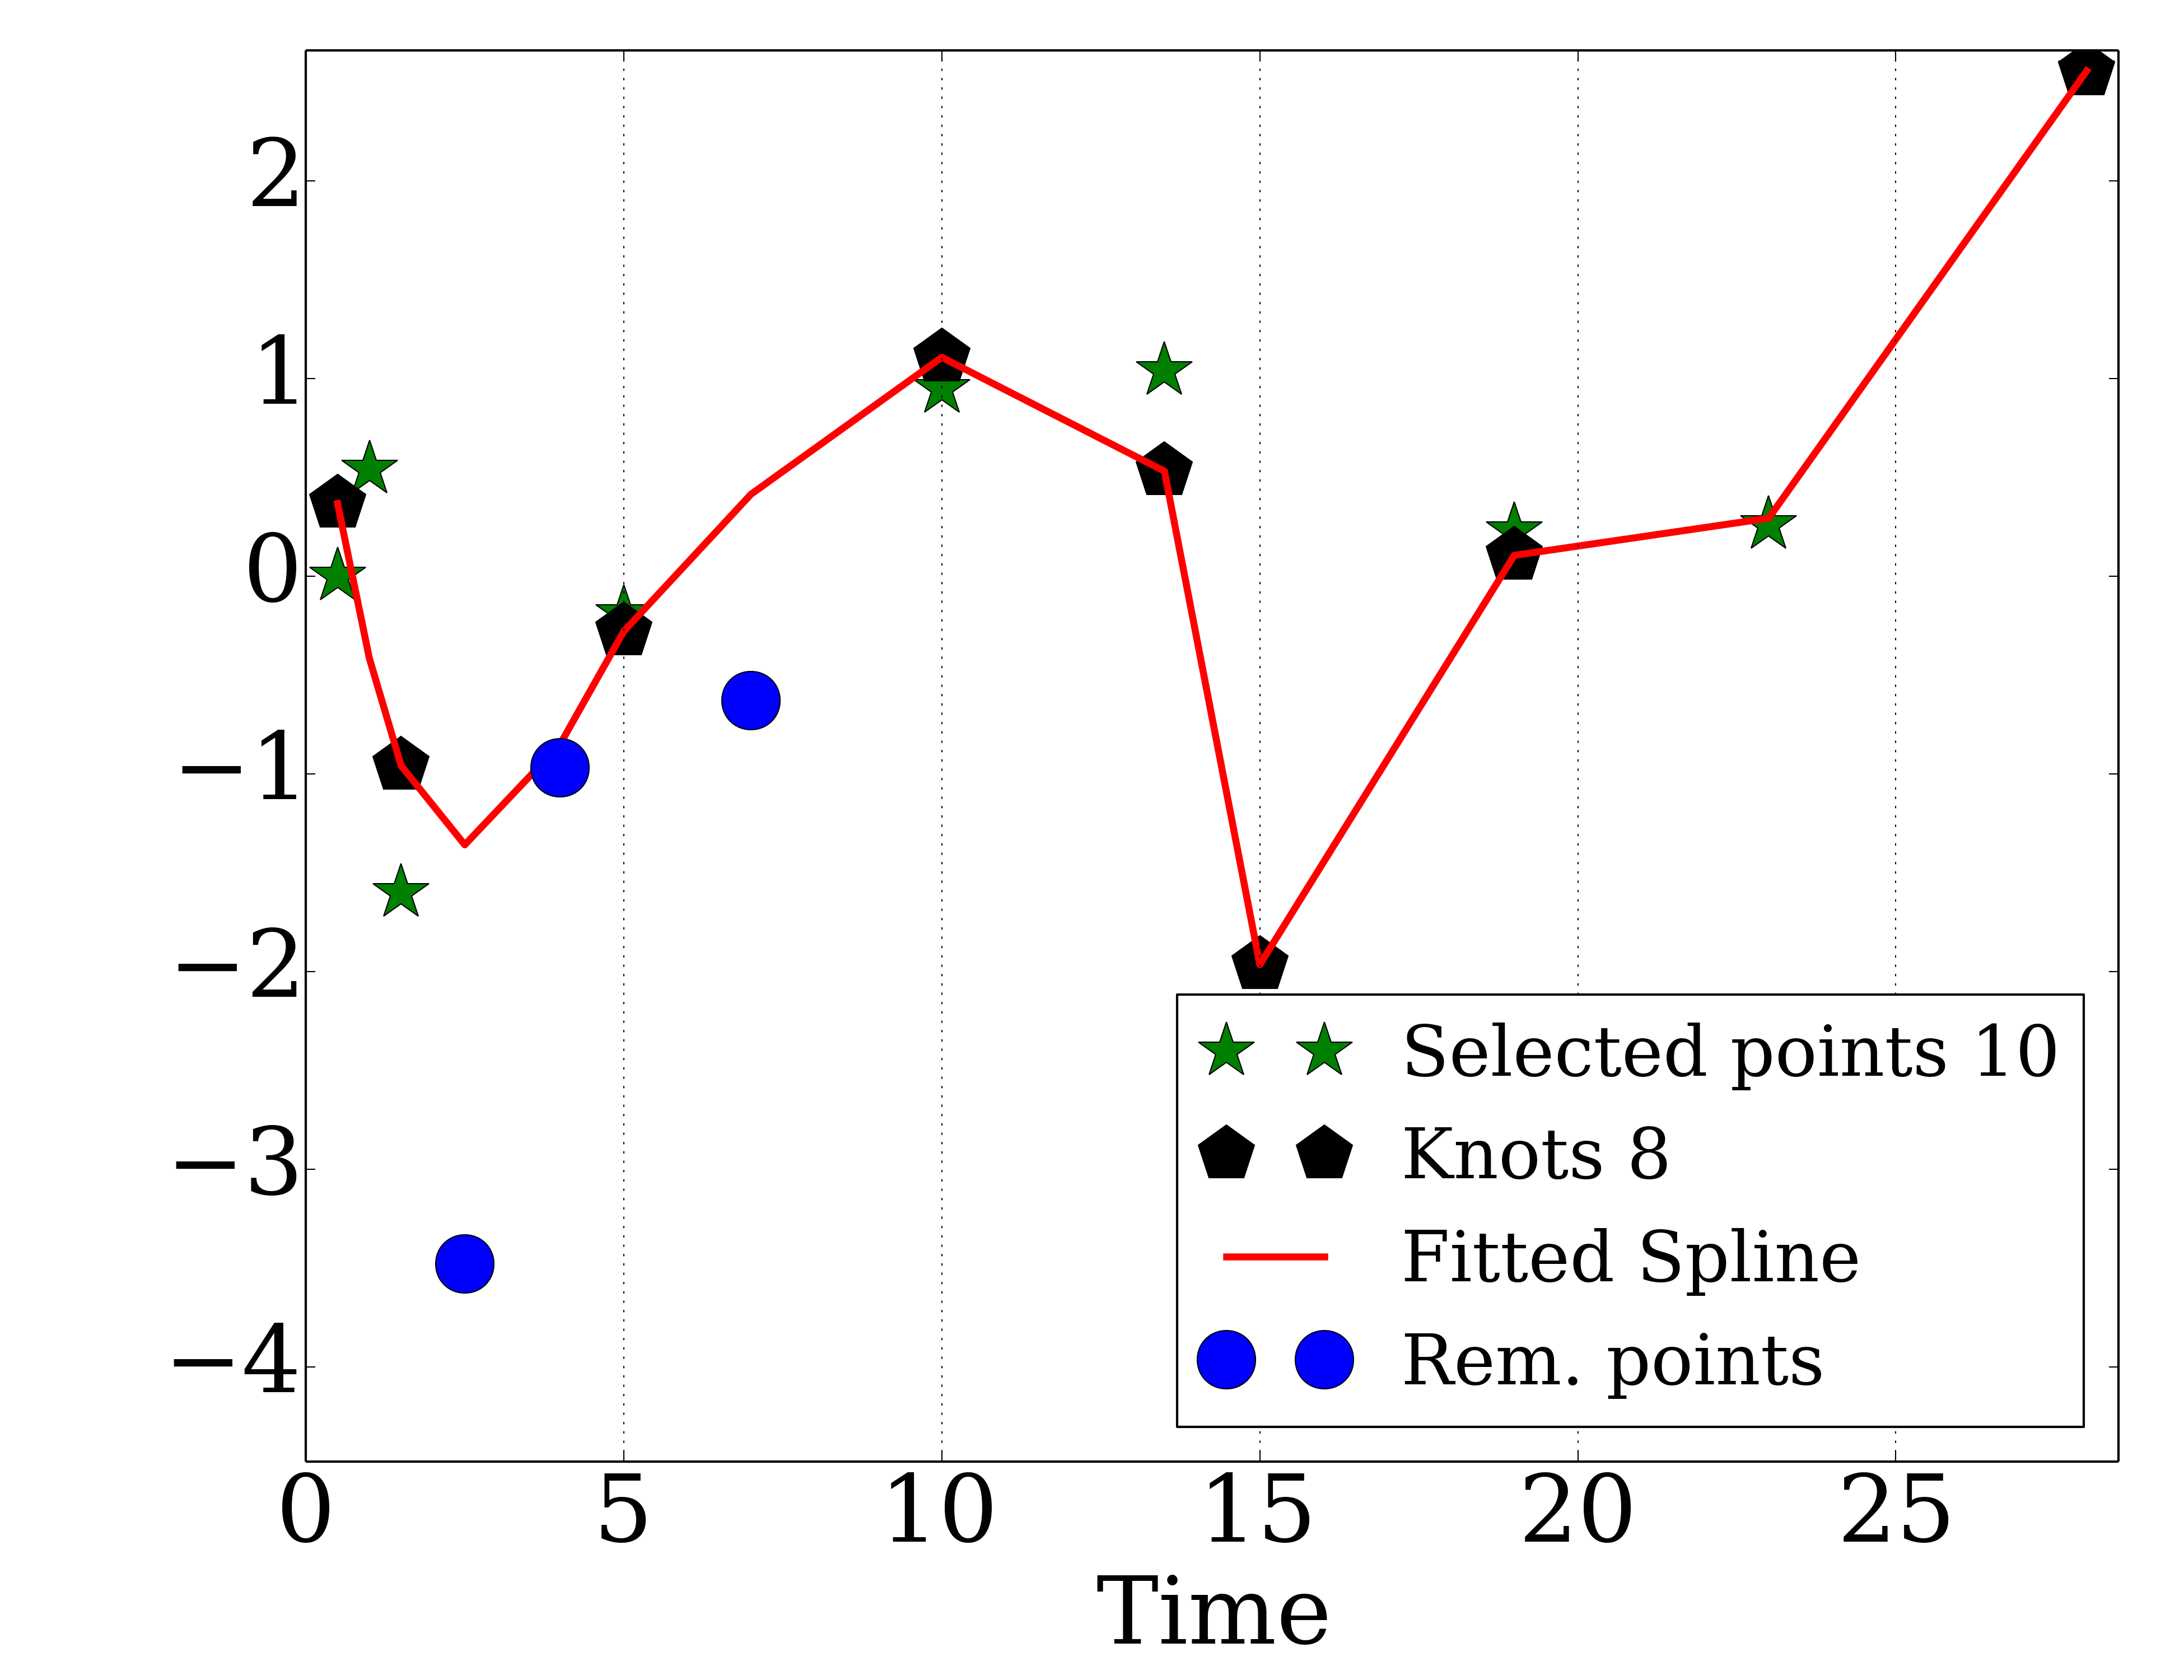 2
1
0
−1
−2
−3
−4
Selected points 10
Knots 8
Fitted Spline
Rem. points
0 5 10 15 20 25
Time